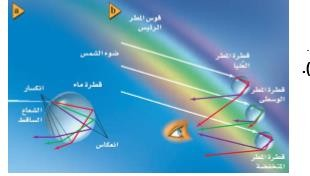 a
b
قوس المطر
الرئيس
ضوء الشمس
قطرة المطر
العليا
قطرة ماء
قطرة المطر
الوسطى
انكسار
الشعاع
الساقط
انعكاس
قطرة المطر
المنخفضة
.(